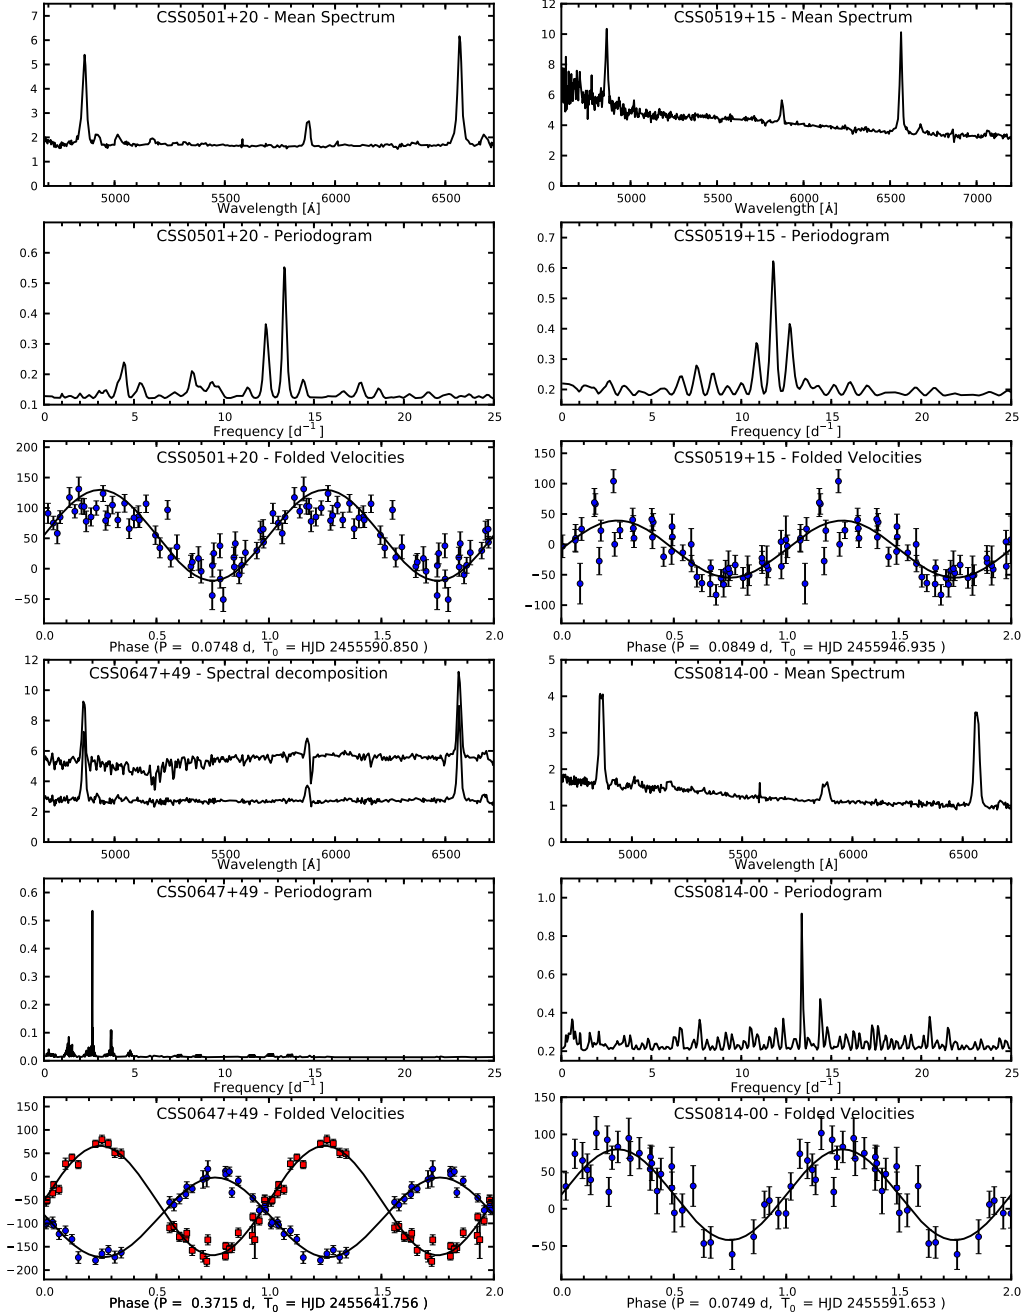 CSS0501+20 - Mean Spectrum
7
6
5
4
3
2
1
0
5000 5500 6000 6500
Wavelength [Å]
CSS0519+15 - Mean Spectrum
12
10
8
6
4
2
0
5000 5500 6000 6500 7000
Wavelength [Å]
CSS0501+20 - Periodogram
0.6
0.5
0.4
0.3
0.2
0.1
0 5 10 15 20 25
Frequency [d⁻¹]
CSS0519+15 - Periodogram
0.7
0.6
0.5
0.4
0.3
0.2
0 5 10 15 20 25
Frequency [d⁻¹]
CSS0501+20 - Folded Velocities
200
150
100
50
0
−50
0.0 0.5 1.0 1.5 2.0
Phase (P = 0.0748 d, T₀ = HJD 2455590.850 )
CSS0519+15 - Folded Velocities
150
100
50
0
−50
−100
0.0 0.5 1.0 1.5 2.0
Phase (P = 0.0849 d, T₀ = HJD 2455946.935 )
CSS0647+49 - Spectral decomposition
12
10
8
6
4
2
0
5000 5500 6000 6500
Wavelength [Å]
CSS0814-00 - Mean Spectrum
5
4
3
2
1
0
5000 5500 6000 6500
Wavelength [Å]
CSS0647+49 - Periodogram
0.6
0.5
0.4
0.3
0.2
0.1
0.0
0 5 10 15 20 25
Frequency [d⁻¹]
CSS0814-00 - Periodogram
1.0
0.8
0.6
0.4
0.2
0 5 10 15 20 25
Frequency [d⁻¹]
CSS0647+49 - Folded Velocities
150
100
50
0
−50
−100
−150
−200
0.0 0.5 1.0 1.5 2.0
Phase (P = 0.3715 d, T₀ = HJD 2455641.756 )
CSS0814-00 - Folded Velocities
150
100
50
0
−50
0.0 0.5 1.0 1.5 2.0
Phase (P = 0.0749 d, T₀ = HJD 2455591.653 )